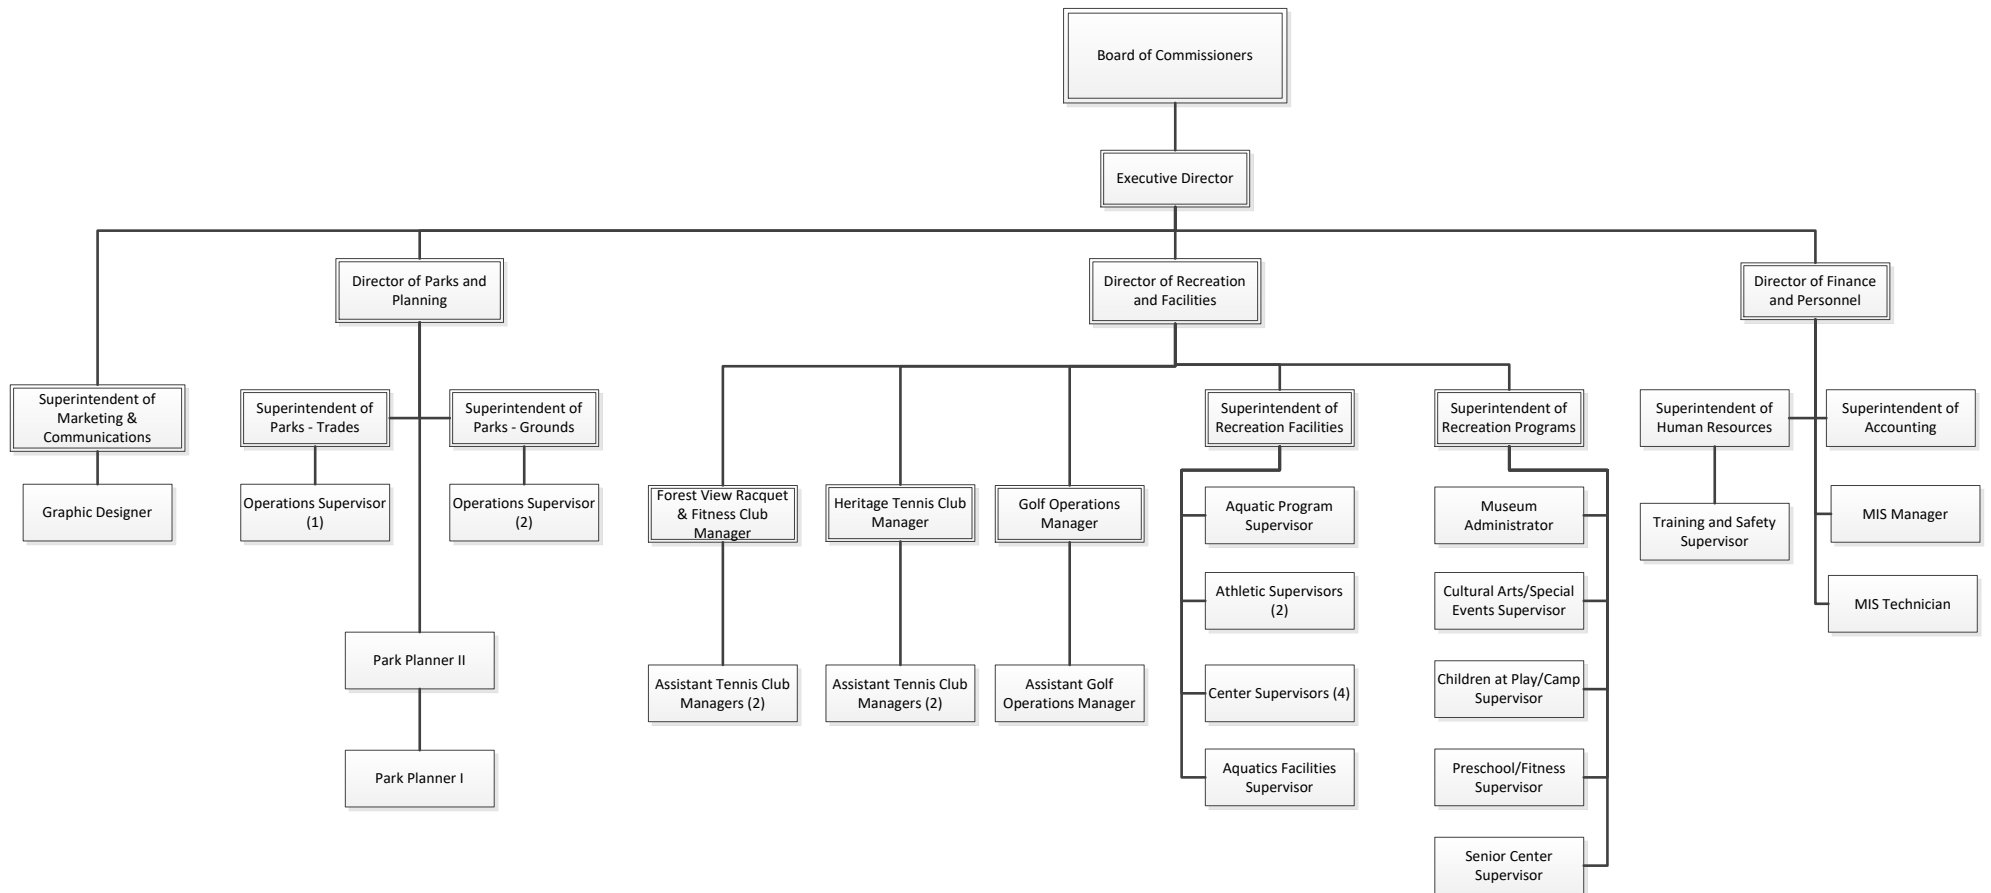 Board of Commissioners
Executive Director
Director of Parks and
Planning
Director of Recreation
and Facilities
Director of Finance
and Personnel
Superintendent of
Marketing &
Communications
Superintendent of
Parks - Trades
Superintendent of
Parks - Grounds
Superintendent of
Recreation Facilities
Superintendent of
Recreation Programs
Superintendent of
Human Resources
Superintendent of
Accounting
Graphic Designer
Operations Supervisor
(1)
Operations Supervisor
(2)
Forest View Racquet
& Fitness Club
Manager
Heritage Tennis Club
Manager
Golf Operations
Manager
Aquatic Program
Supervisor
Museum
Administrator
Training and Safety
Supervisor
MIS Manager
Athletic Supervisors
(2)
Cultural Arts/Special
Events Supervisor
MIS Technician
Park Planner II
Assistant Tennis Club
Managers (2)
Assistant Tennis Club
Managers (2)
Assistant Golf
Operations Manager
Center Supervisors (4)
Children at Play/Camp
Supervisor
Park Planner I
Aquatics Facilities
Supervisor
Preschool/Fitness
Supervisor
Senior Center
Supervisor